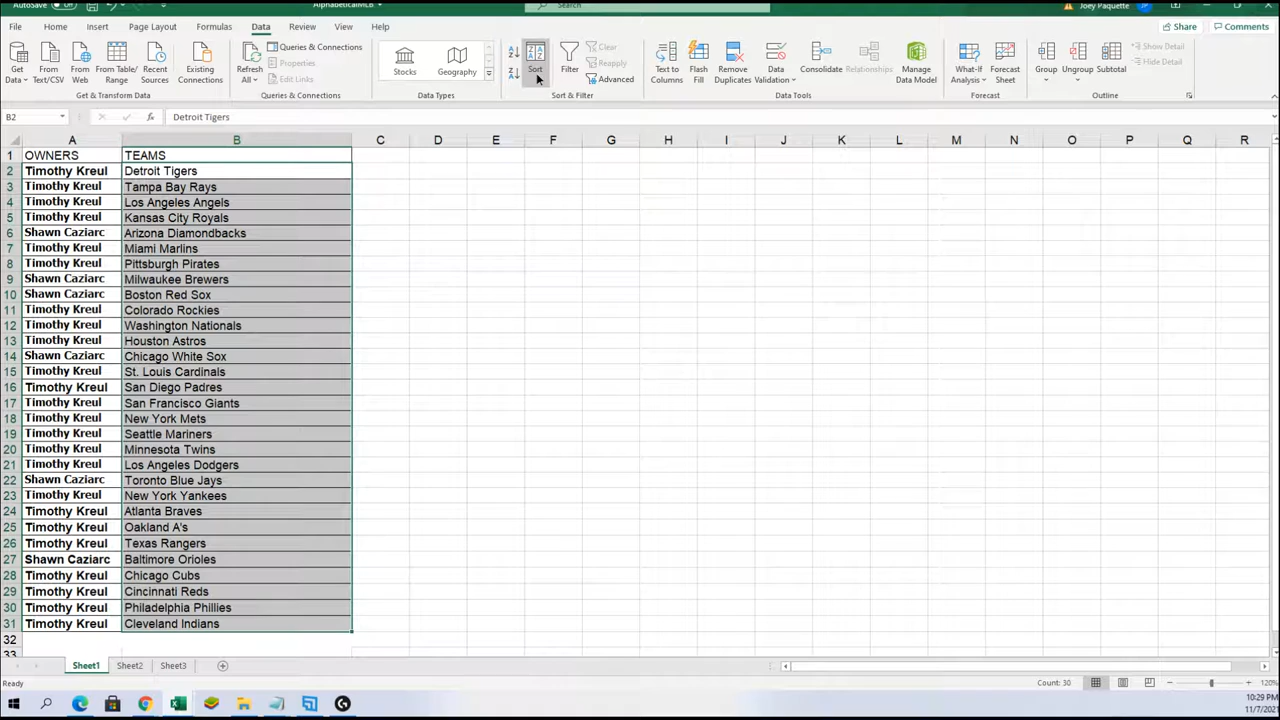 AutoSave
AlphabeticalMLB
Search
Joey Paquette
File Home Insert Page Layout Formulas Data Review View Help
Share Comments
Get Data
From Text/CSV
From Web
From Table/Range
Recent Sources
Existing Connections
Get & Transform Data
Refresh All
Queries & Connections
Properties
Edit Links
Queries & Connections
Stocks
Geography
Data Types
Sort
Filter
Clear
Reapply
Advanced
Sort & Filter
Text to Columns
Flash Fill
Remove Duplicates
Data Validation
Consolidate
Relationships
Manage Data Model
Data Tools
What-If Analysis
Forecast Sheet
Forecast
Group
Ungroup
Subtotal
Show Detail
Hide Detail
Outline
B2 fx Detroit Tigers
A B C D E F G H I J K L M N O P Q R
1 OWNERS TEAMS
2 Timothy Kreul Detroit Tigers
3 Timothy Kreul Tampa Bay Rays
4 Timothy Kreul Los Angeles Angels
5 Timothy Kreul Kansas City Royals
6 Shawn Caziarc Arizona Diamondbacks
7 Timothy Kreul Miami Marlins
8 Timothy Kreul Pittsburgh Pirates
9 Shawn Caziarc Milwaukee Brewers
10 Shawn Caziarc Boston Red Sox
11 Timothy Kreul Colorado Rockies
12 Timothy Kreul Washington Nationals
13 Timothy Kreul Houston Astros
14 Shawn Caziarc Chicago White Sox
15 Timothy Kreul St. Louis Cardinals
16 Timothy Kreul San Diego Padres
17 Timothy Kreul San Francisco Giants
18 Timothy Kreul New York Mets
19 Timothy Kreul Seattle Mariners
20 Timothy Kreul Minnesota Twins
21 Timothy Kreul Los Angeles Dodgers
22 Shawn Caziarc Toronto Blue Jays
23 Timothy Kreul New York Yankees
24 Timothy Kreul Atlanta Braves
25 Timothy Kreul Oakland A's
26 Timothy Kreul Texas Rangers
27 Shawn Caziarc Baltimore Orioles
28 Timothy Kreul Chicago Cubs
29 Timothy Kreul Cincinnati Reds
30 Timothy Kreul Philadelphia Phillies
31 Timothy Kreul Cleveland Indians
32
33
Sheet1 Sheet2 Sheet3
Ready Count: 30 120%
10:29 PM